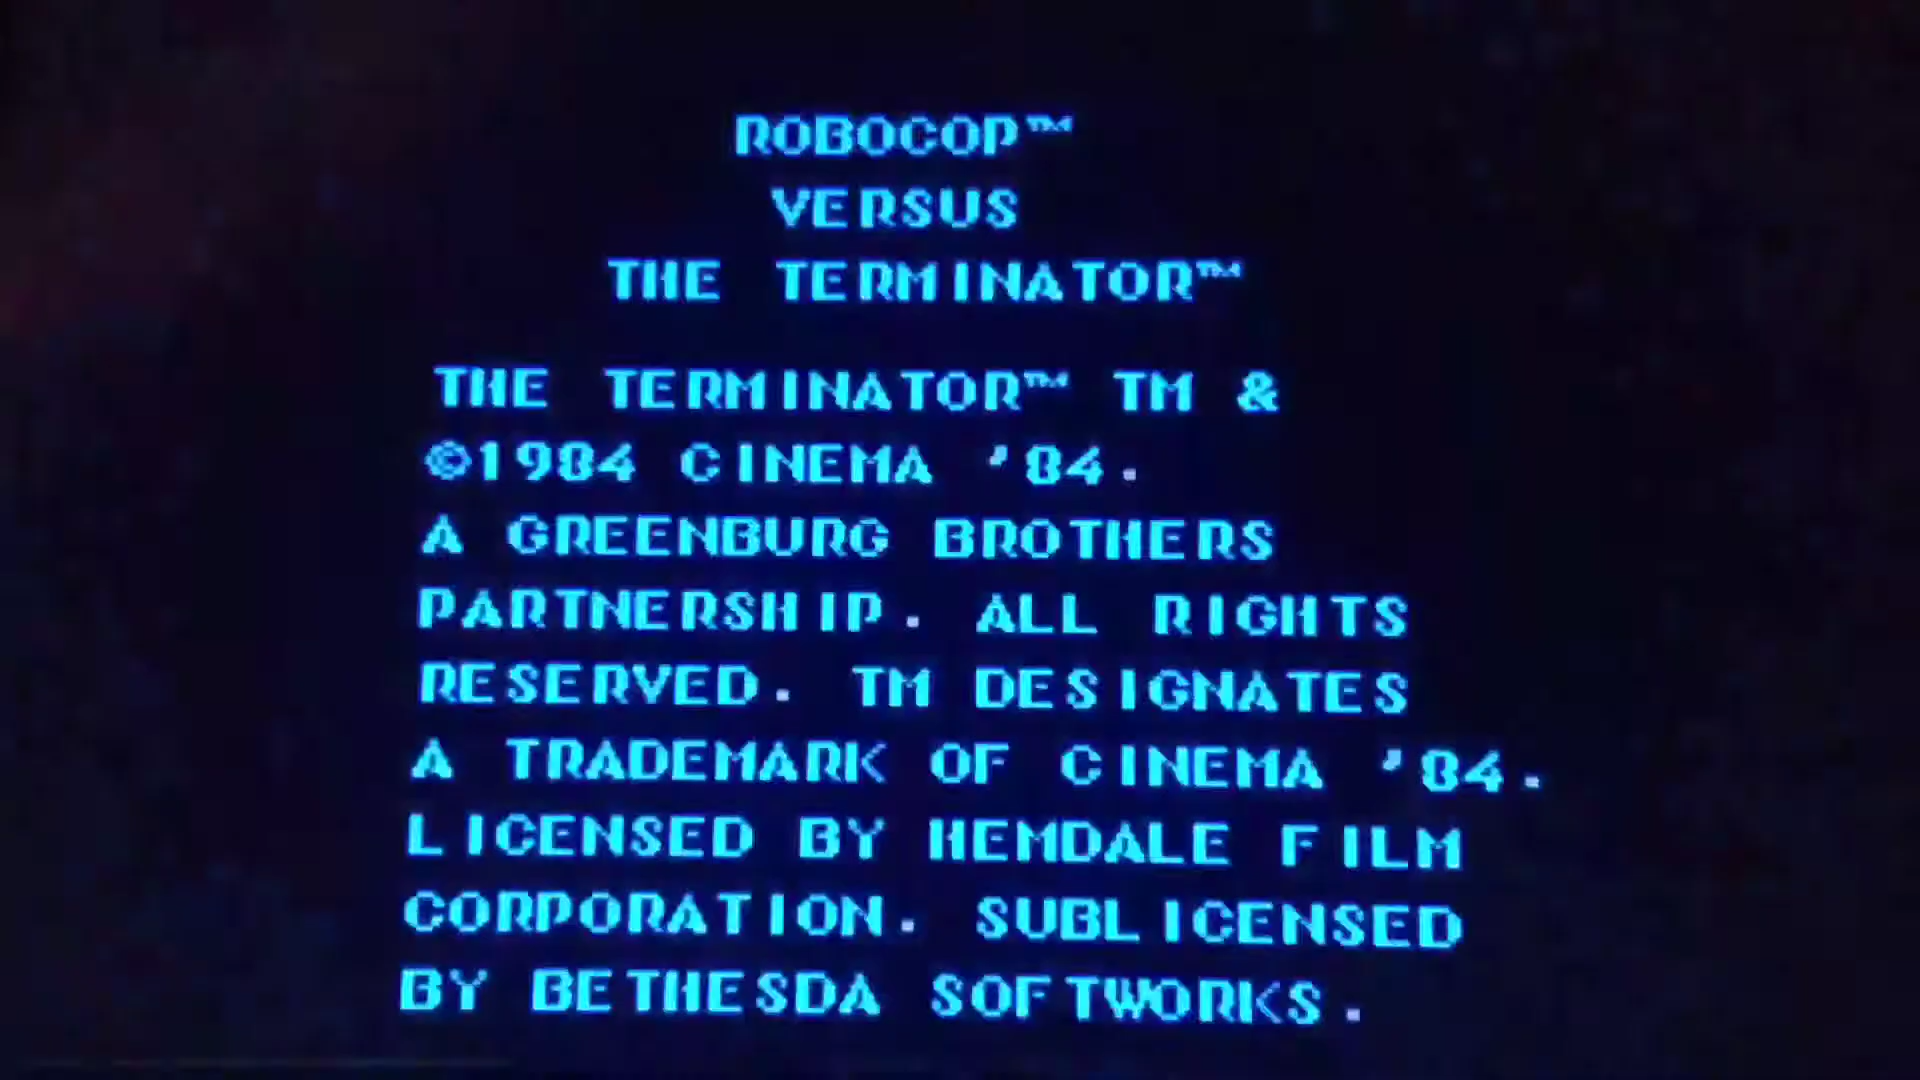 ROBOCOP™
VERSUS
THE TERMINATOR™
THE TERMINATOR™ TM &
©1984 CINEMA '84.
A GREENBURG BROTHERS
PARTNERSHIP. ALL RIGHTS
RESERVED. TM DESIGNATES
A TRADEMARK OF CINEMA '84.
LICENSED BY HEMDALE FILM
CORPORATION. SUBLICENSED
BY BETHESDA SOFTWORKS.